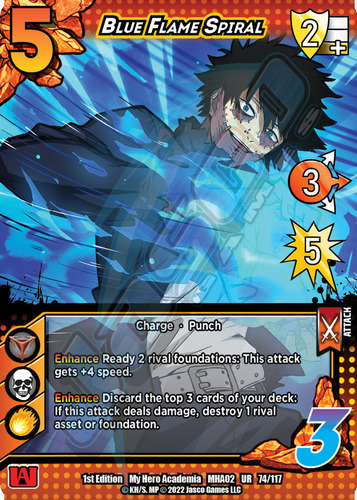 5
BLUE FLAME SPIRAL
2
+
3
5
ATTACK
Charge · Punch
Enhance Ready 2 rival foundations: This attack
gets +4 speed.
Enhance Discard the top 3 cards of your deck:
If this attack deals damage, destroy 1 rival
asset or foundation.
3
1st Edition My Hero Academia MHA02 UR 74/117
© KH/S. MP © 2022 Jasco Games LLC